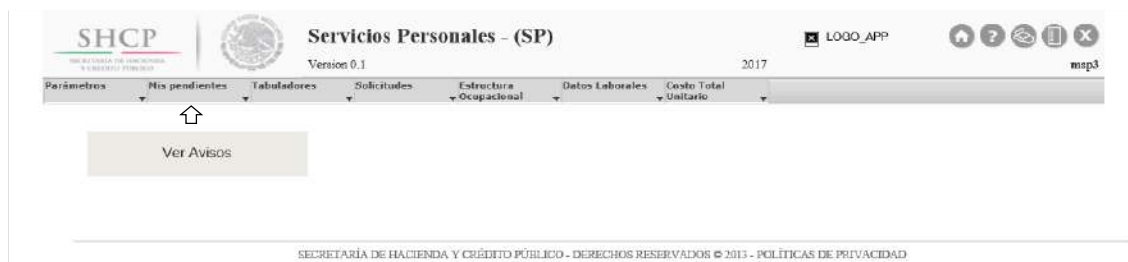 SHCP
SECRETARÍA DE HACIENDA
Y CRÉDITO PÚBLICO
Servicios Personales - (SP)
Version 0.1
2017
LOGO_APP
msp3
Parámetros
Mis pendientes
Tabuladores
Solicitudes
Estructura
Ocupacional
Datos Laborales
Costo Total
Unitario
Ver Avisos
SECRETARÍA DE HACIENDA Y CRÉDITO PÚBLICO - DERECHOS RESERVADOS © 2013 - POLÍTICAS DE PRIVACIDAD